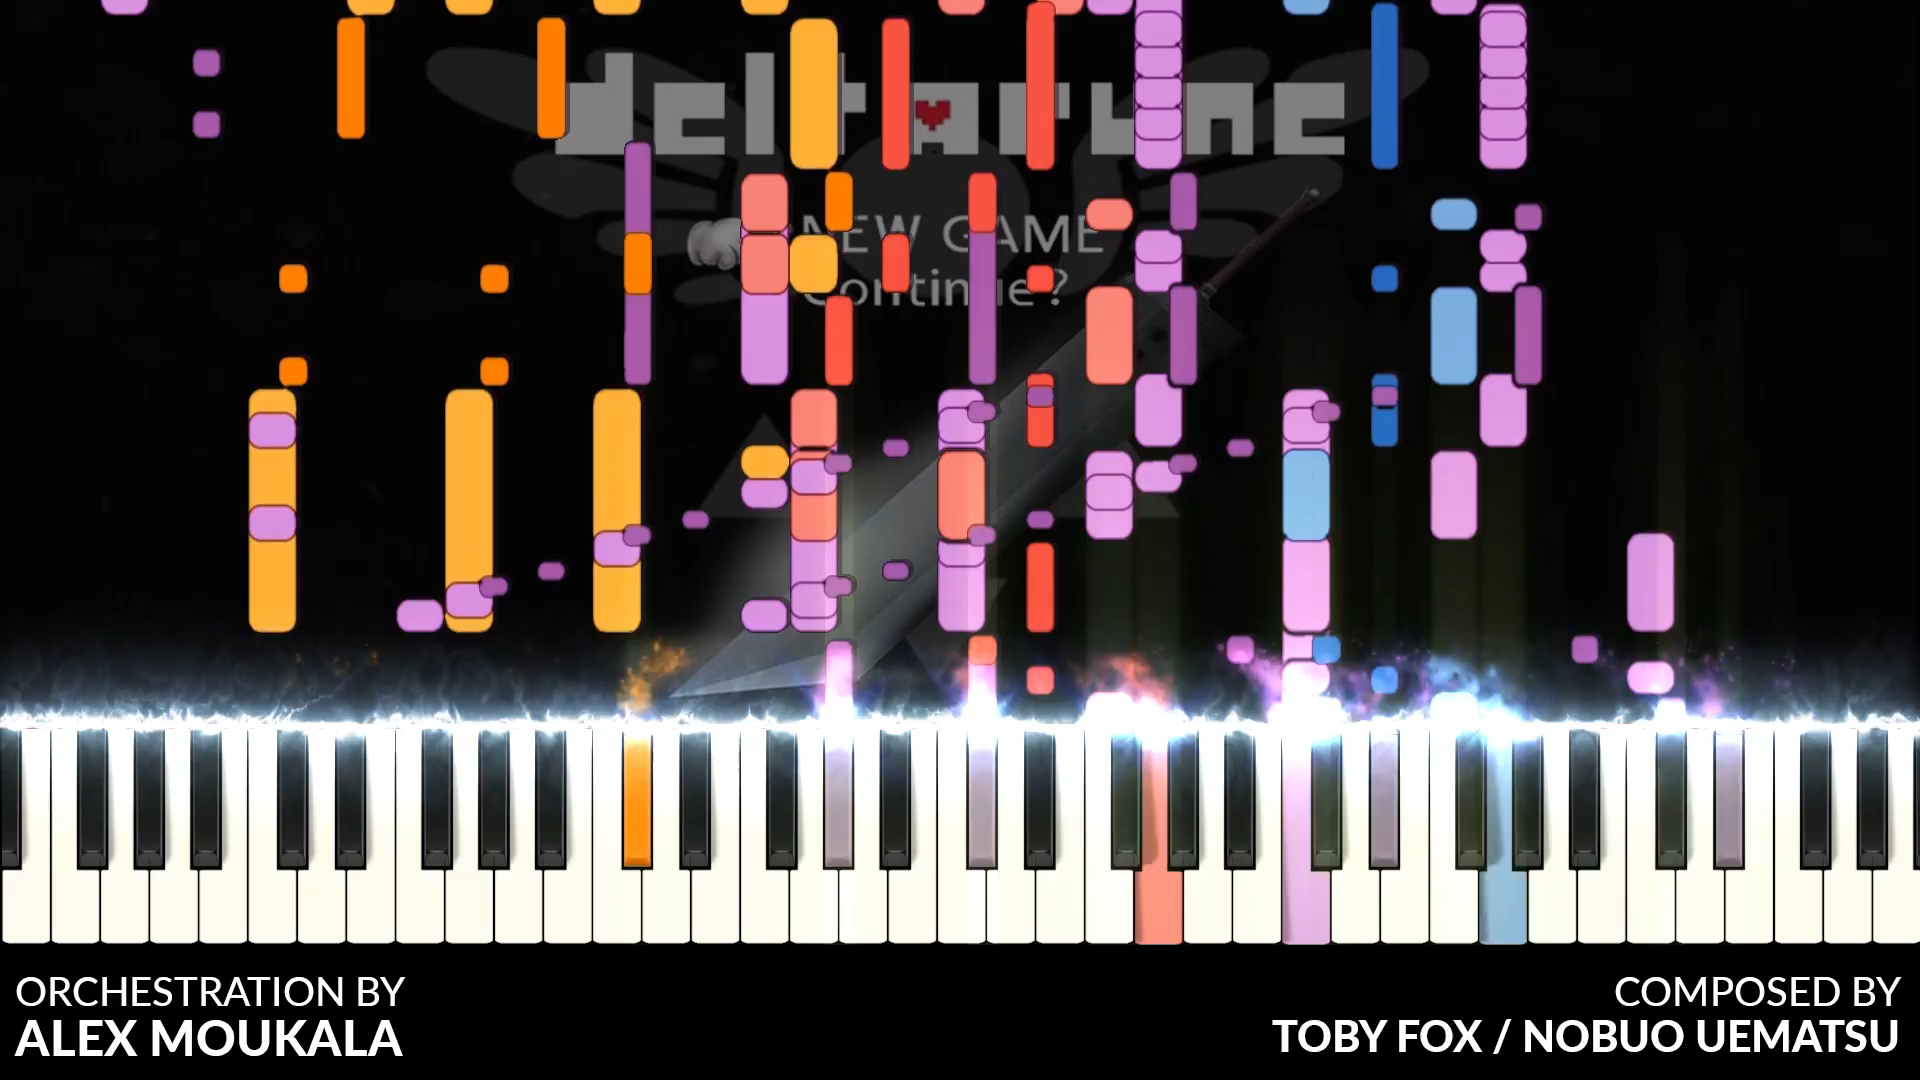 deltarune
NEW GAME
Continue?
ORCHESTRATION BY
ALEX MOUKALA
COMPOSED BY
TOBY FOX / NOBUO UEMATSU